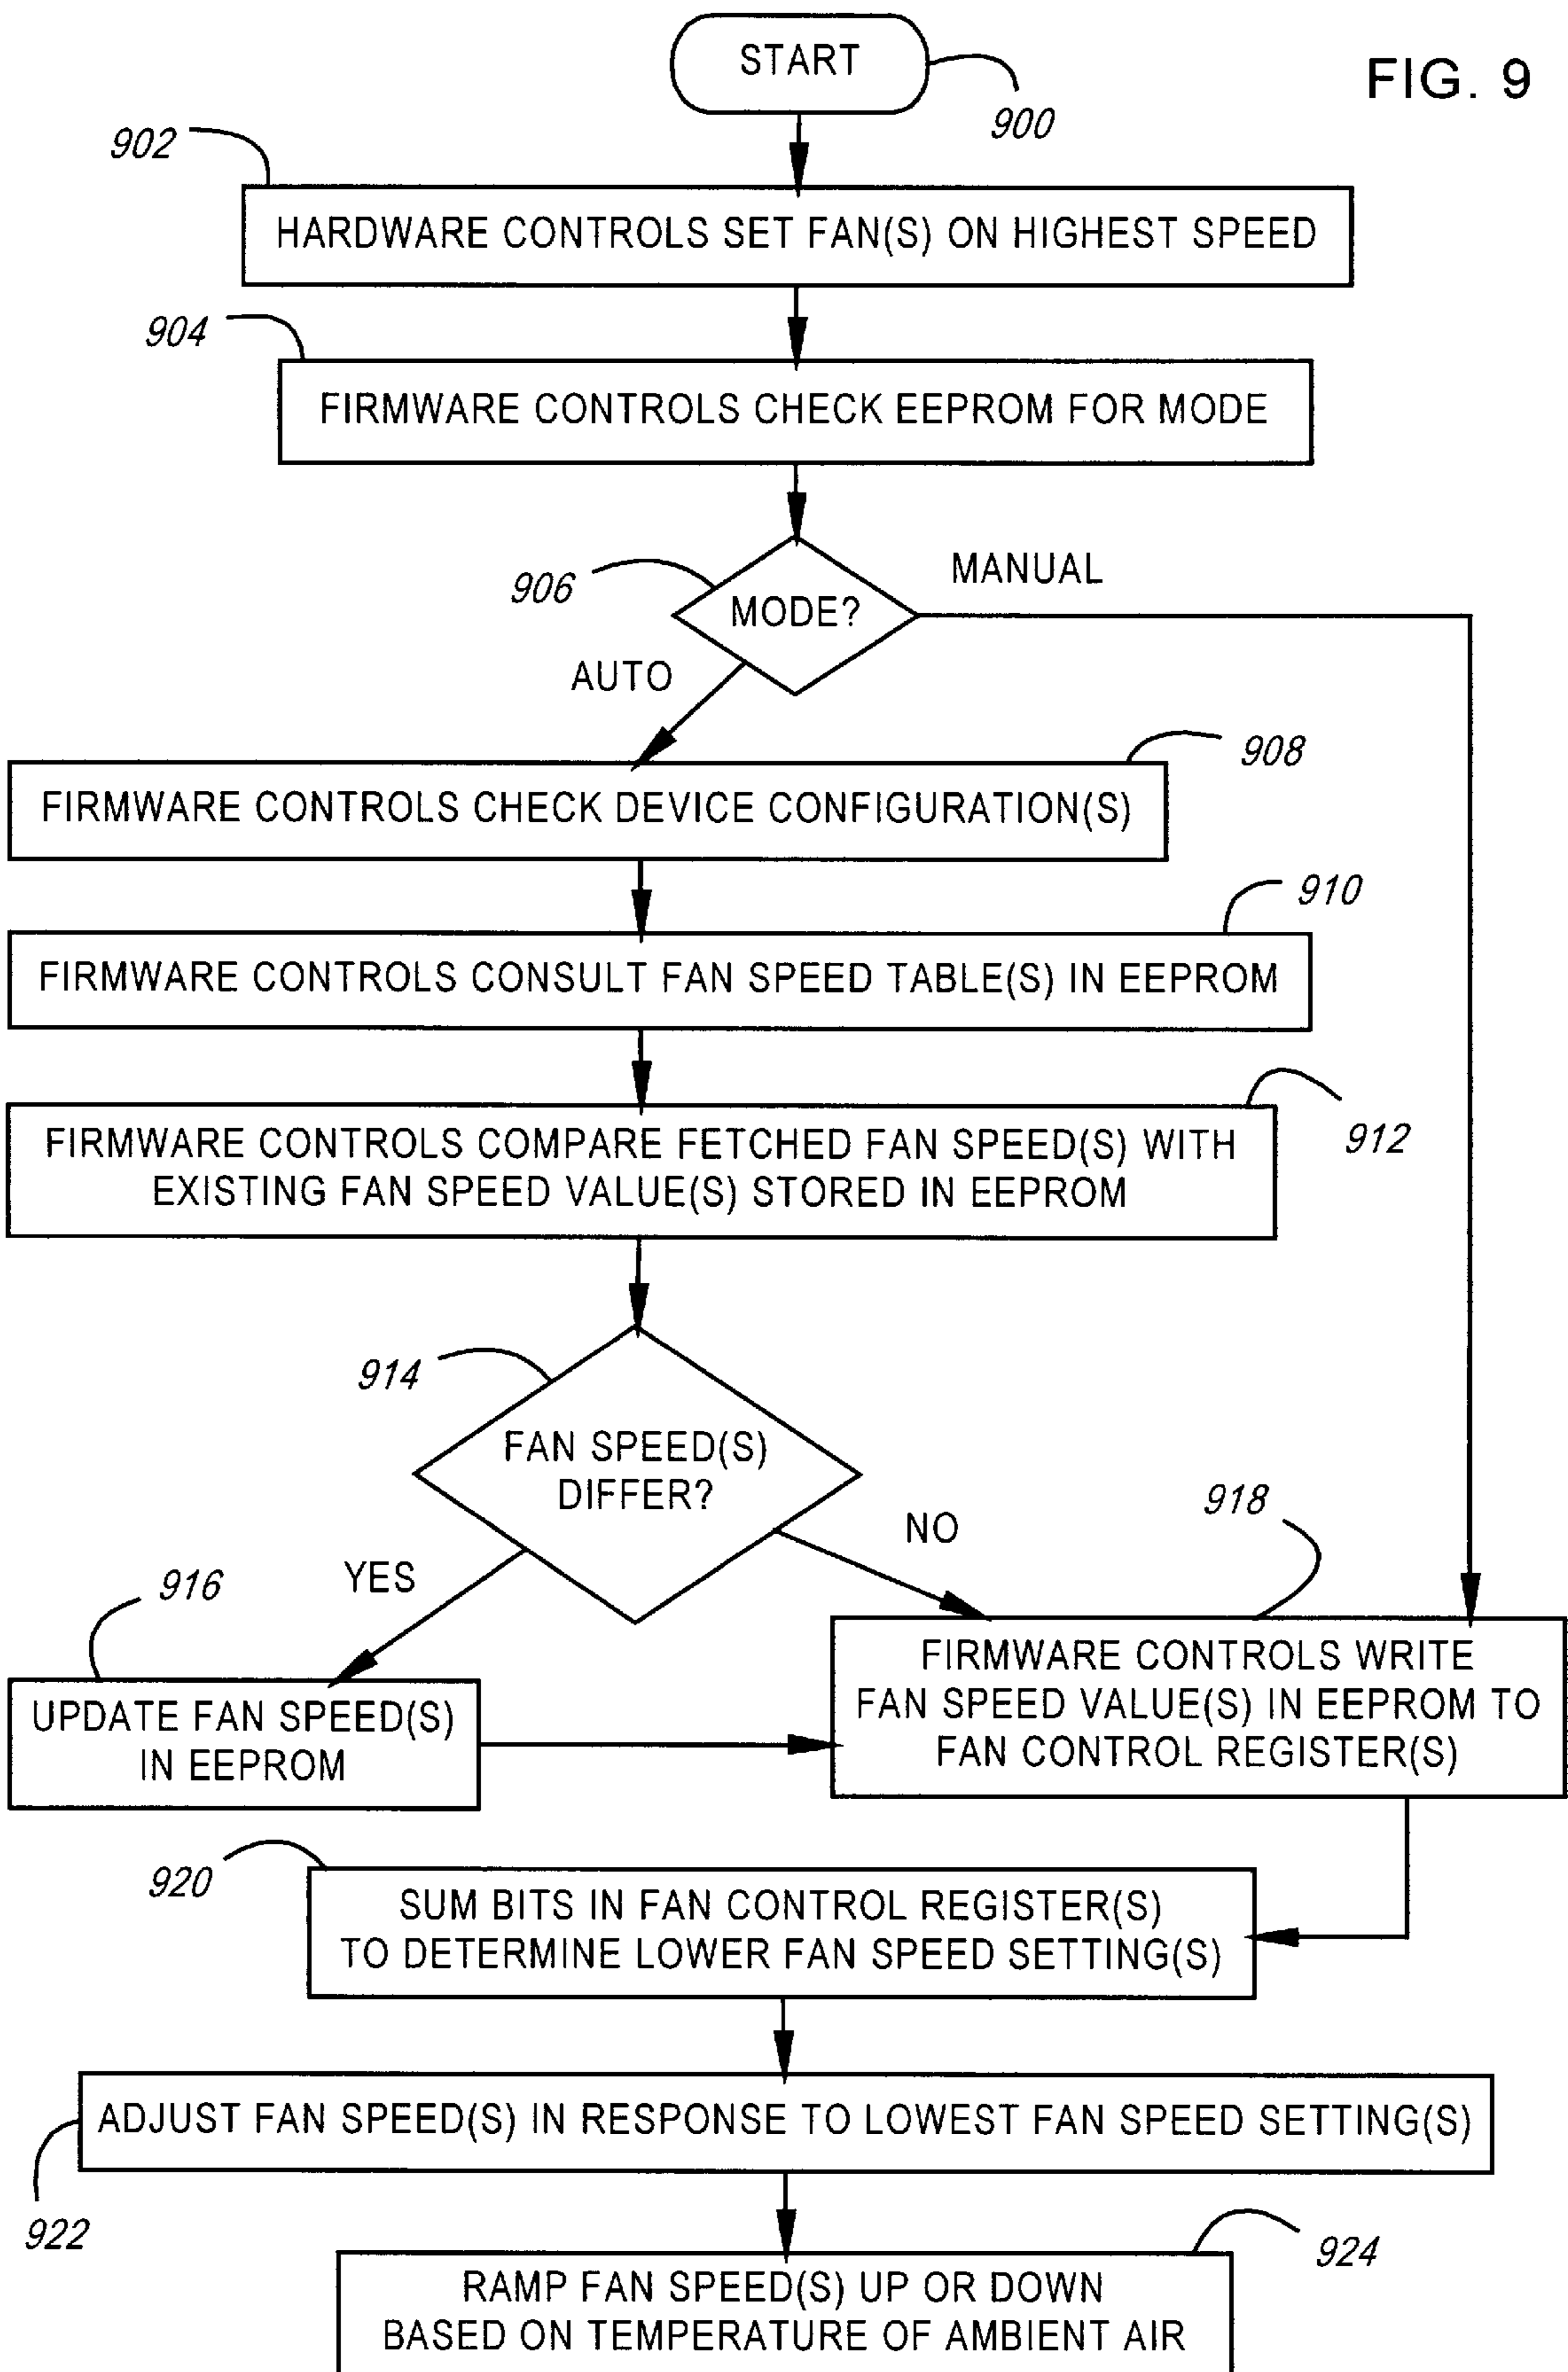 START
FIG. 9
900
902
HARDWARE CONTROLS SET FAN(S) ON HIGHEST SPEED
904
FIRMWARE CONTROLS CHECK EEPROM FOR MODE
906
MODE?
MANUAL
AUTO
908
FIRMWARE CONTROLS CHECK DEVICE CONFIGURATION(S)
910
FIRMWARE CONTROLS CONSULT FAN SPEED TABLE(S) IN EEPROM
912
FIRMWARE CONTROLS COMPARE FETCHED FAN SPEED(S) WITH
EXISTING FAN SPEED VALUE(S) STORED IN EEPROM
914
FAN SPEED(S)
DIFFER?
YES
NO
916
UPDATE FAN SPEED(S)
IN EEPROM
918
FIRMWARE CONTROLS WRITE
FAN SPEED VALUE(S) IN EEPROM TO
FAN CONTROL REGISTER(S)
920
SUM BITS IN FAN CONTROL REGISTER(S)
TO DETERMINE LOWER FAN SPEED SETTING(S)
ADJUST FAN SPEED(S) IN RESPONSE TO LOWEST FAN SPEED SETTING(S)
922
924
RAMP FAN SPEED(S) UP OR DOWN
BASED ON TEMPERATURE OF AMBIENT AIR